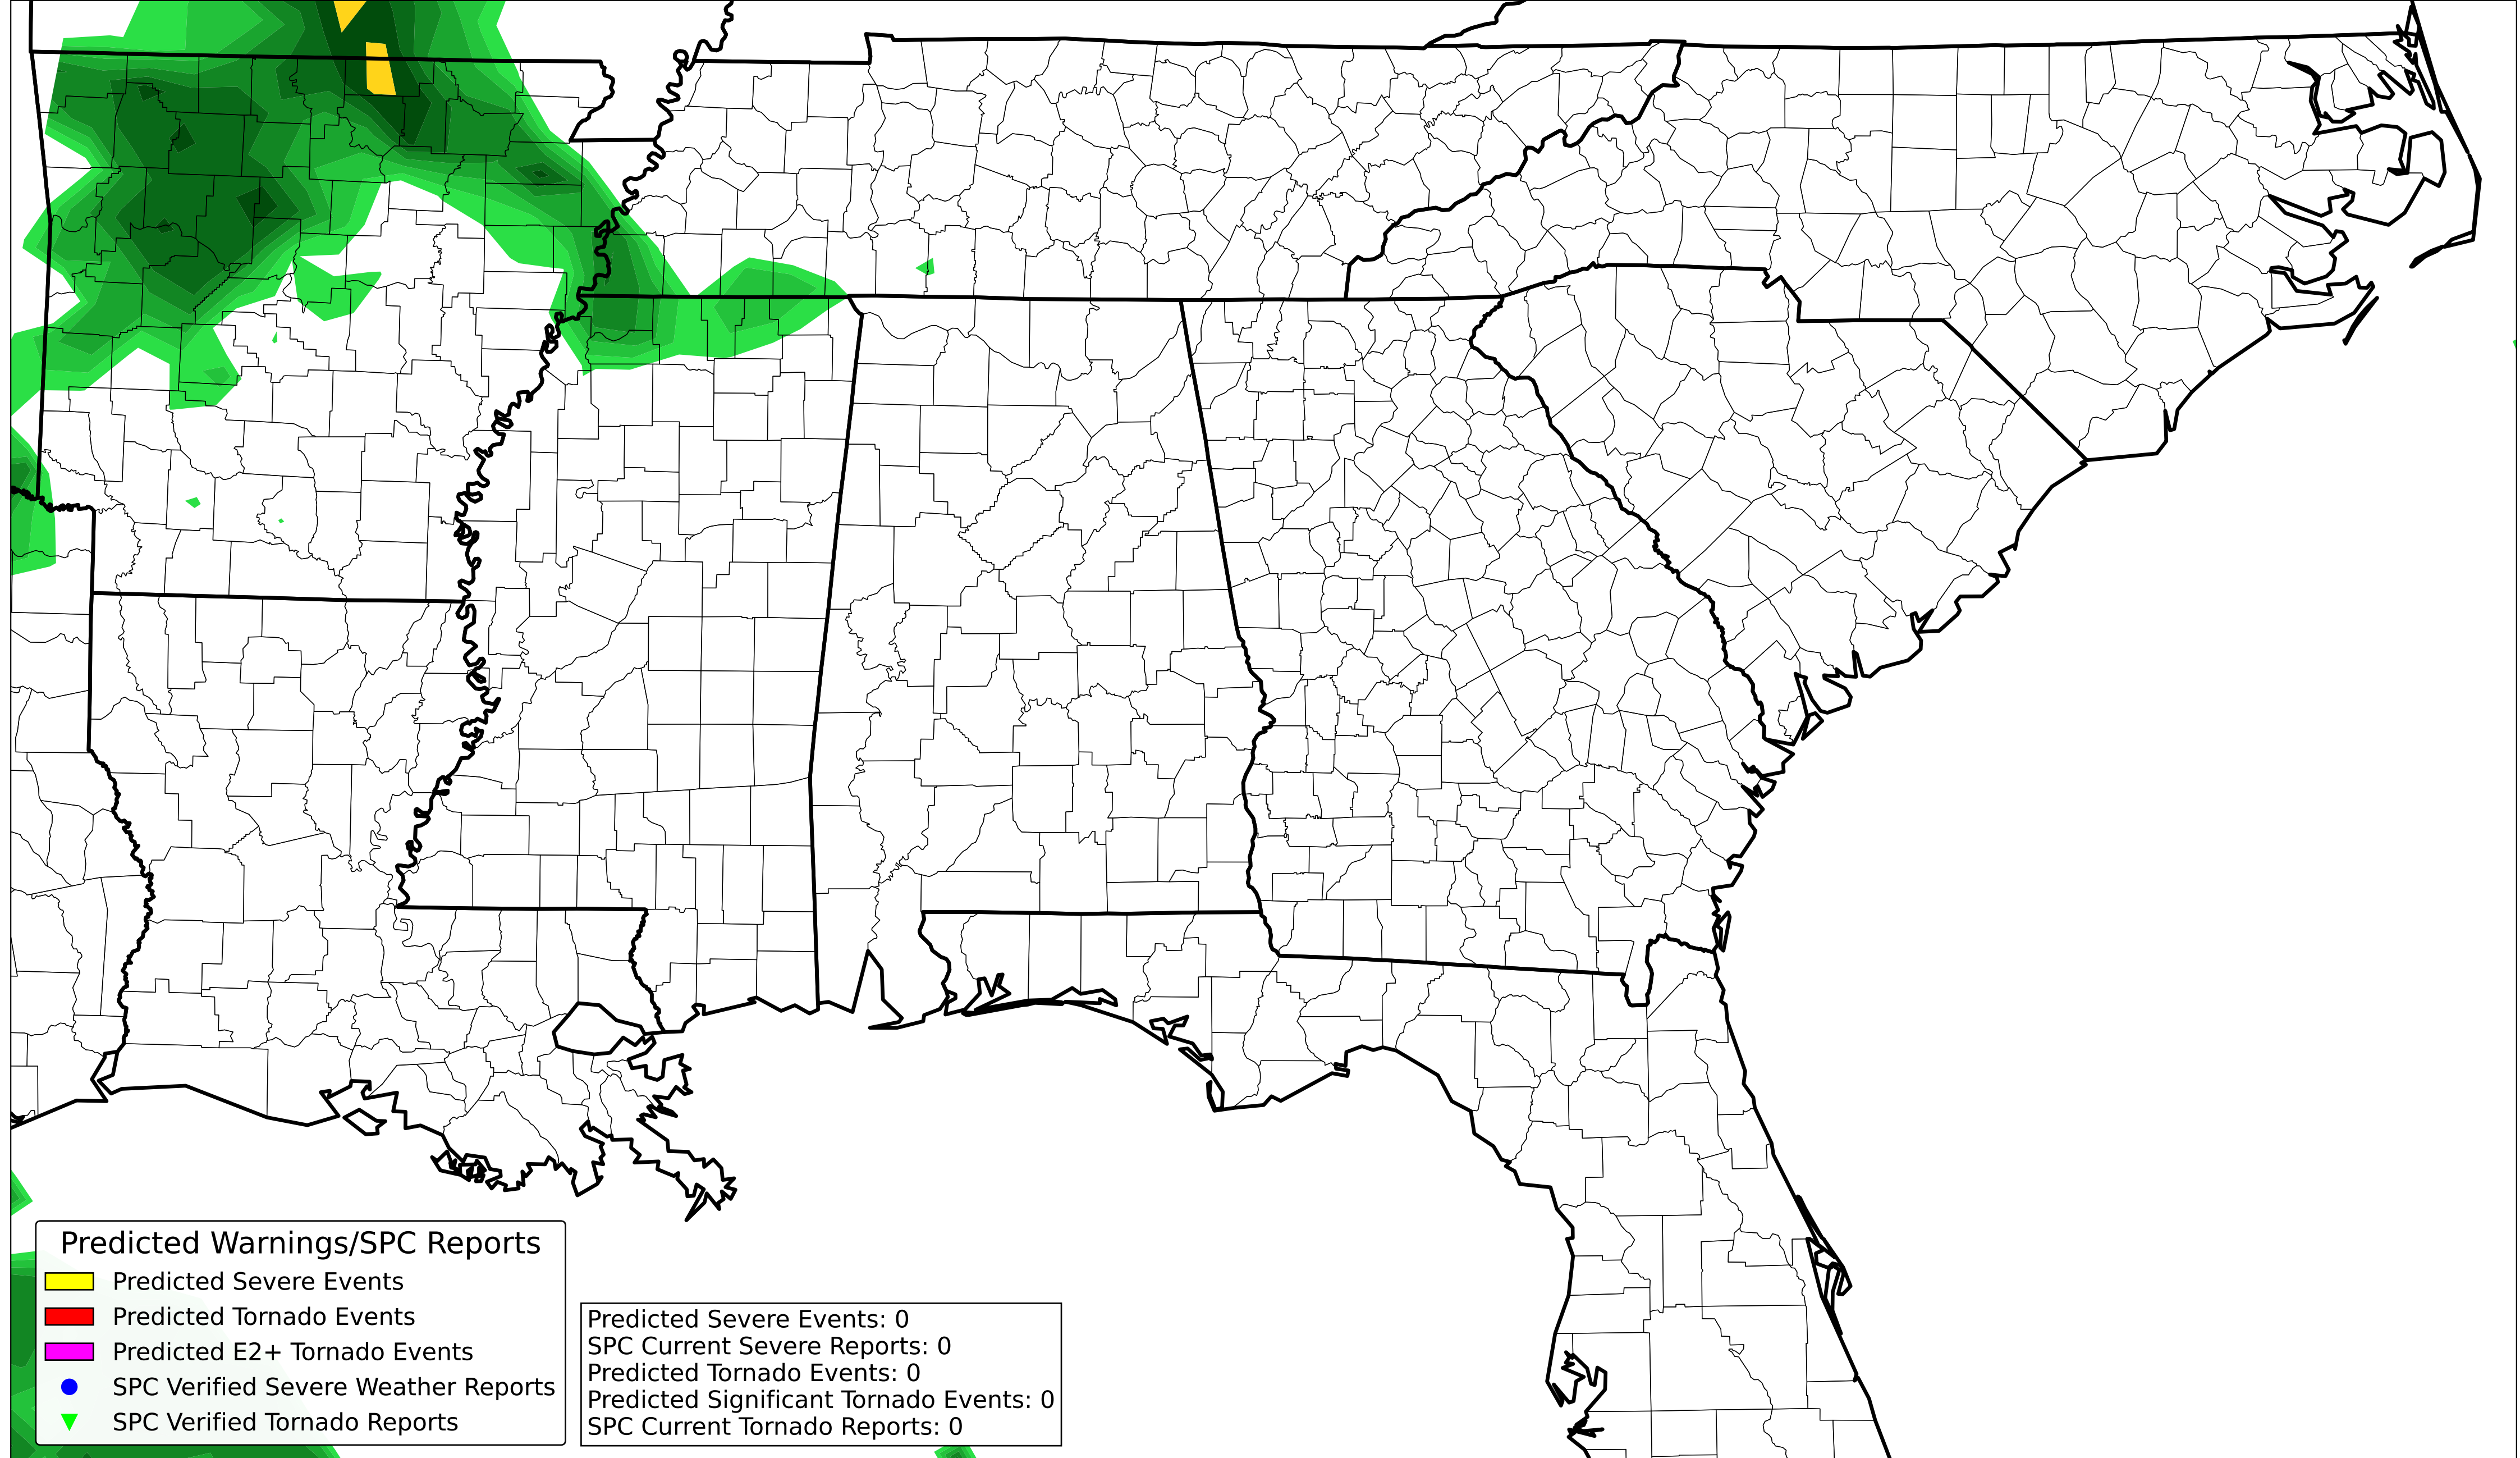 Predicted Warnings/SPC Reports
Predicted Severe Events
Predicted Tornado Events
Predicted E2+ Tornado Events
SPC Verified Severe Weather Reports
SPC Verified Tornado Reports
Predicted Severe Events: 0
SPC Current Severe Reports: 0
Predicted Tornado Events: 0
Predicted Significant Tornado Events: 0
SPC Current Tornado Reports: 0